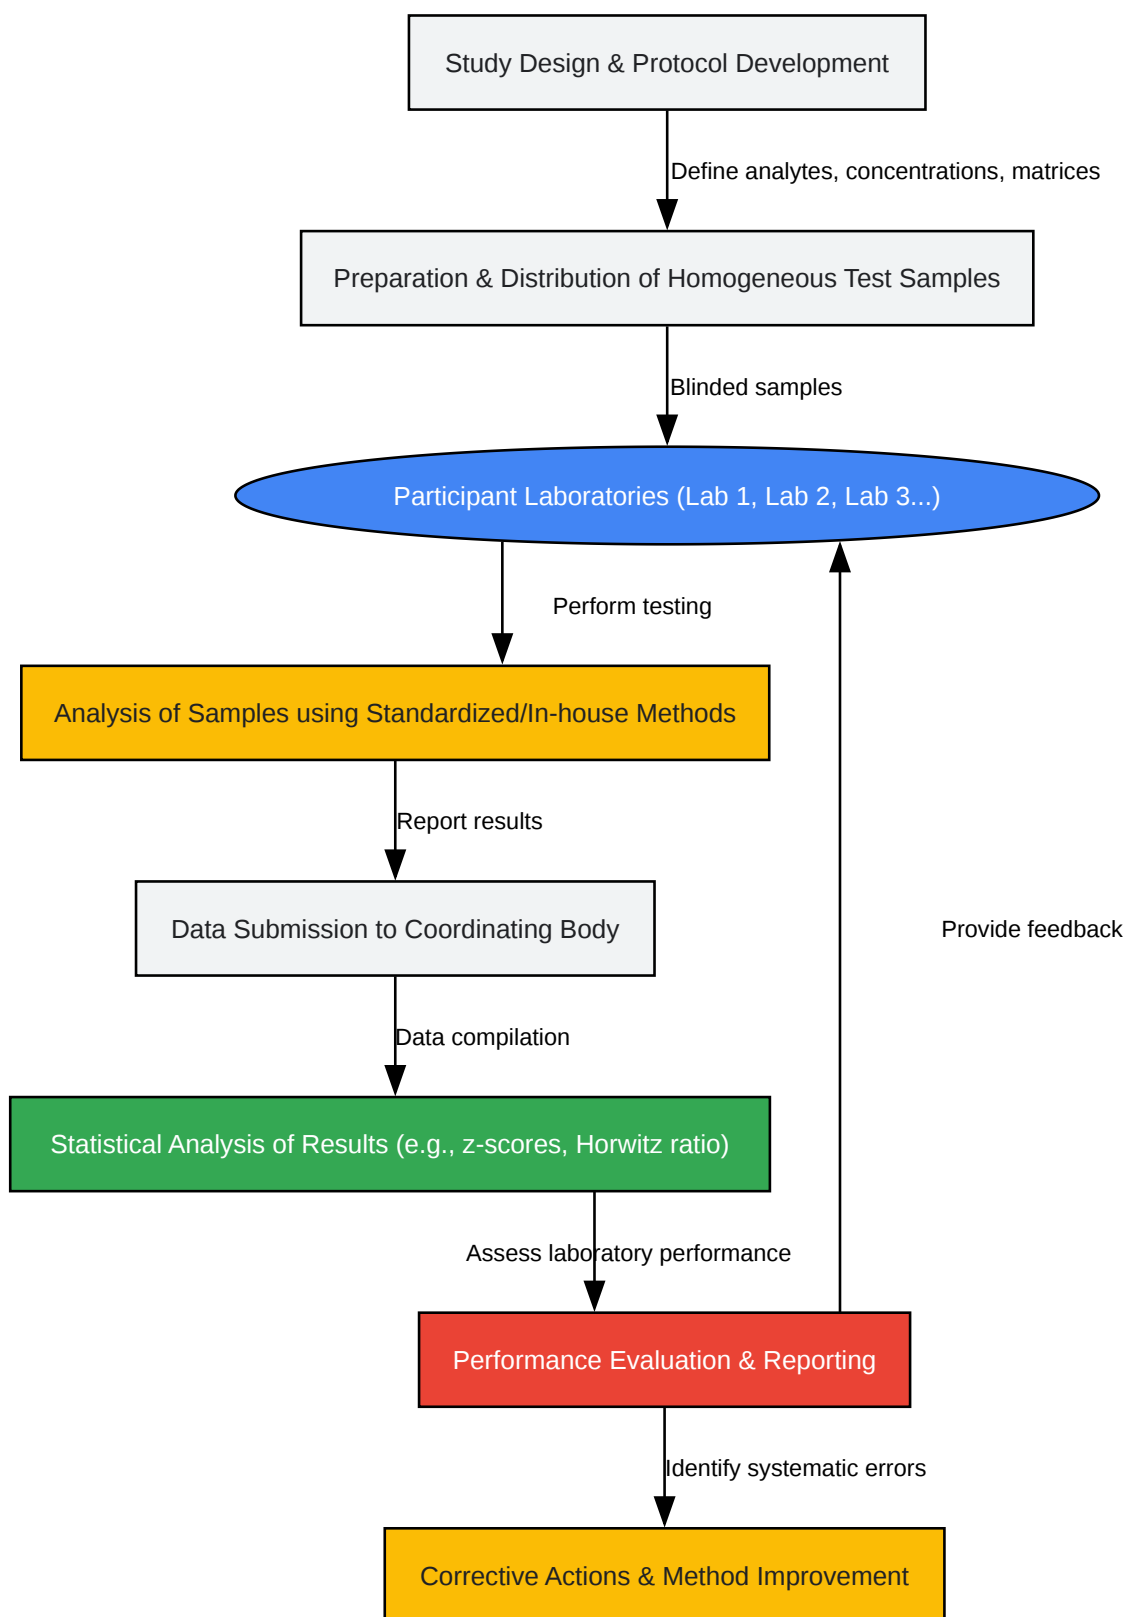 Study Design & Protocol Development
Define analytes, concentrations, matrices
Preparation & Distribution of Homogeneous Test Samples
Blinded samples
Participant Laboratories (Lab 1, Lab 2, Lab 3...)
Perform testing
Analysis of Samples using Standardized/In-house Methods
Report results
Data Submission to Coordinating Body
Provide feedback
Data compilation
Statistical Analysis of Results (e.g., z-scores, Horwitz ratio)
Assess laboratory performance
Performance Evaluation & Reporting
Identify systematic errors
Corrective Actions & Method Improvement